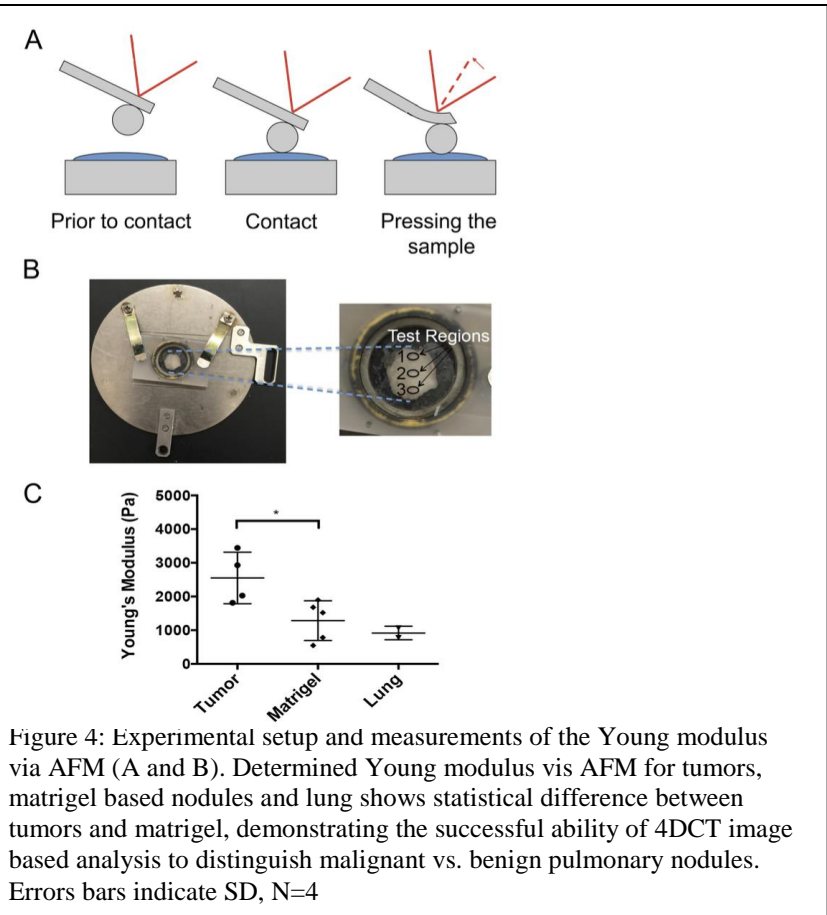 A
Prior to contact
Contact
Pressing the
sample
B
Test Regions
1
2
3
C
Young's Modulus (Pa)
5000
4000
3000
2000
1000
0
*
Tumor
Matrigel
Lung
Figure 4: Experimental setup and measurements of the Young modulus
via AFM (A and B). Determined Young modulus vis AFM for tumors,
matrigel based nodules and lung shows statistical difference between
tumors and matrigel, demonstrating the successful ability of 4DCT image
based analysis to distinguish malignant vs. benign pulmonary nodules.
Errors bars indicate SD, N=4